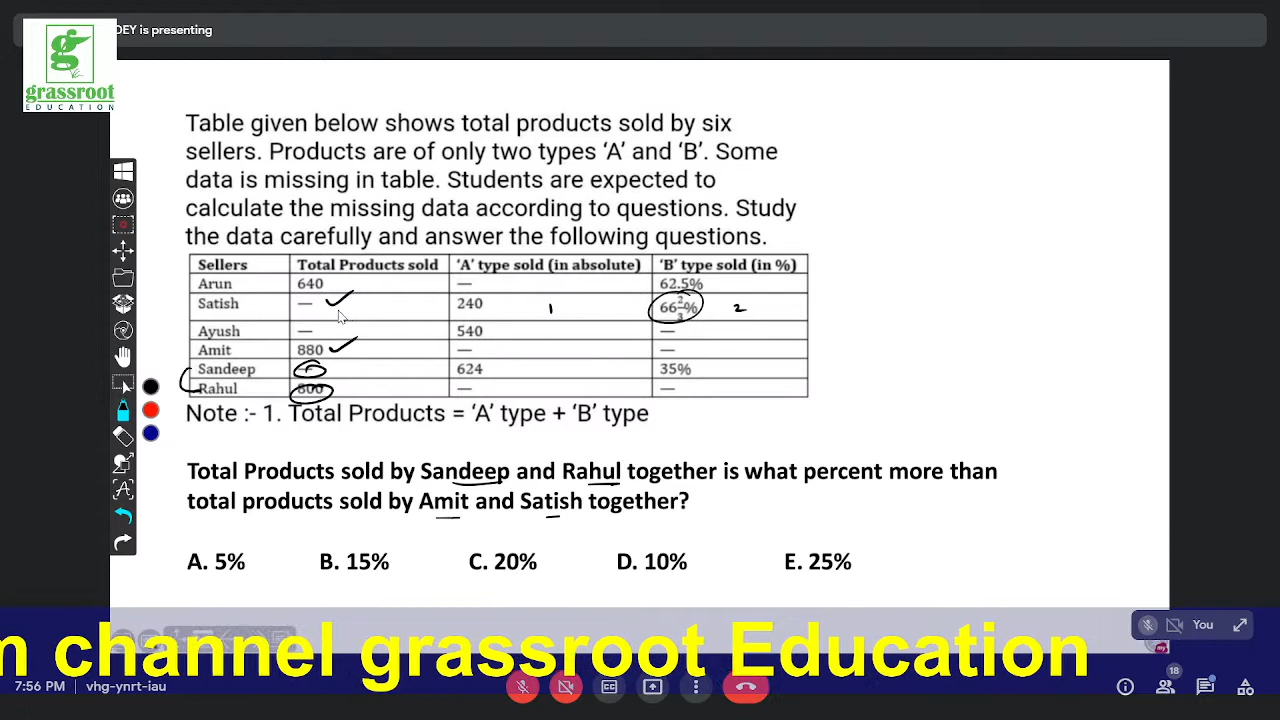 DEY is presenting
g
grassroot
EDUCATION
Table given below shows total products sold by six
sellers. Products are of only two types ‘A’ and ‘B’. Some
data is missing in table. Students are expected to
calculate the missing data according to questions. Study
the data carefully and answer the following questions.
Sellers Total Products sold ‘A’ type sold (in absolute) ‘B’ type sold (in %)
Arun 640 — 62.5%
Satish — 240 1 66 2/3% 2
Ayush — 540 —
Amit 880 — —
Sandeep — 624 35%
Rahul 800 — —
Note :- 1. Total Products = ‘A’ type + ‘B’ type
Total Products sold by Sandeep and Rahul together is what percent more than
total products sold by Amit and Satish together?
A. 5% B. 15% C. 20% D. 10% E. 25%
m channel grassroot Education
You
7:56 PM vhg-ynrt-iau
18